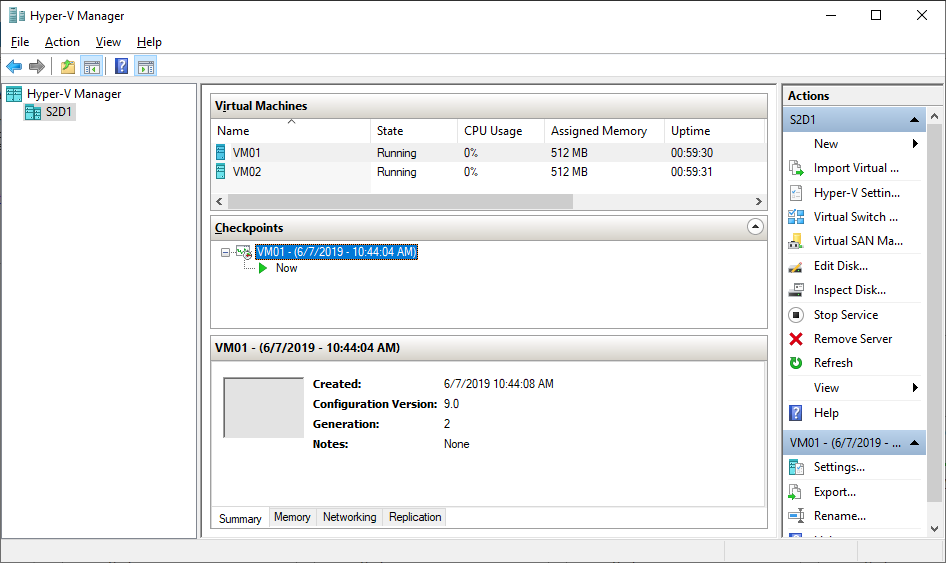 Hyper-V Manager
File Action View Help
Hyper-V Manager
S2D1
Virtual Machines
Name State CPU Usage Assigned Memory Uptime
VM01 Running 0% 512 MB 00:59:30
VM02 Running 0% 512 MB 00:59:31
Checkpoints
VM01 - (6/7/2019 - 10:44:04 AM)
Now
VM01 - (6/7/2019 - 10:44:04 AM)
Created: 6/7/2019 10:44:08 AM
Configuration Version: 9.0
Generation: 2
Notes: None
Summary Memory Networking Replication
Actions
S2D1
New
Import Virtual ...
Hyper-V Settin...
Virtual Switch ...
Virtual SAN Ma...
Edit Disk...
Inspect Disk...
Stop Service
Remove Server
Refresh
View
Help
VM01 - (6/7/2019 - ...
Settings...
Export...
Rename...